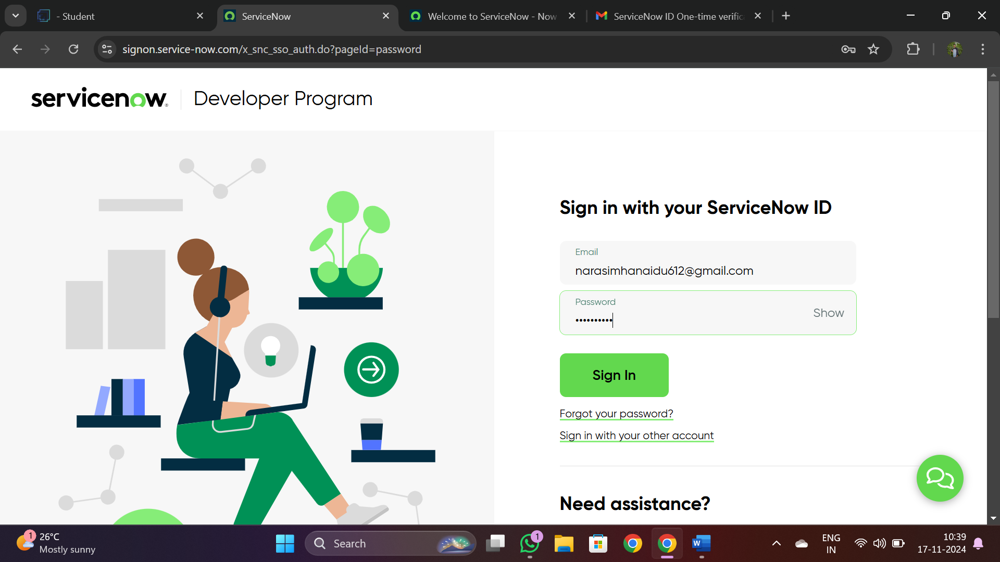 - Student
ServiceNow
Welcome to ServiceNow - Now
ServiceNow ID One-time verific
signon.service-now.com/x_snc_sso_auth.do?pageId=password
servicenow
Developer Program
Sign in with your ServiceNow ID
Email
narasimhanaidu612@gmail.com
Password
••••••••••
Show
Sign In
Forgot your password?
Sign in with your other account
Need assistance?
1
26°C
Mostly sunny
Search
1
W
ENG
IN
10:39
17-11-2024